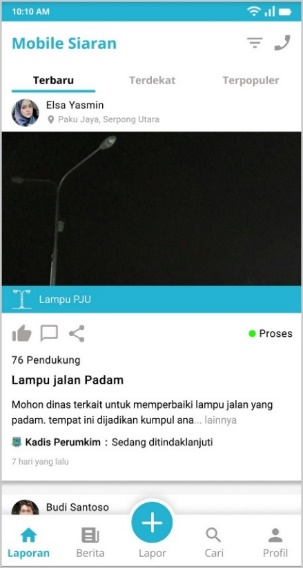 10:10 AM
Mobile Siaran
Terbaru Terdekat Terpopuler
Elsa Yasmin
Paku Jaya, Serpong Utara
Lampu PJU
Proses
76 Pendukung
Lampu jalan Padam
Mohon dinas terkait untuk memperbaiki lampu jalan yang
padam. tempat ini dijadikan kumpul ana... lainnya
Kadis Perumkim : Sedang ditindaklanjuti
7 hari yang lalu
Budi Santoso
Laporan Berita Lapor Cari Profil